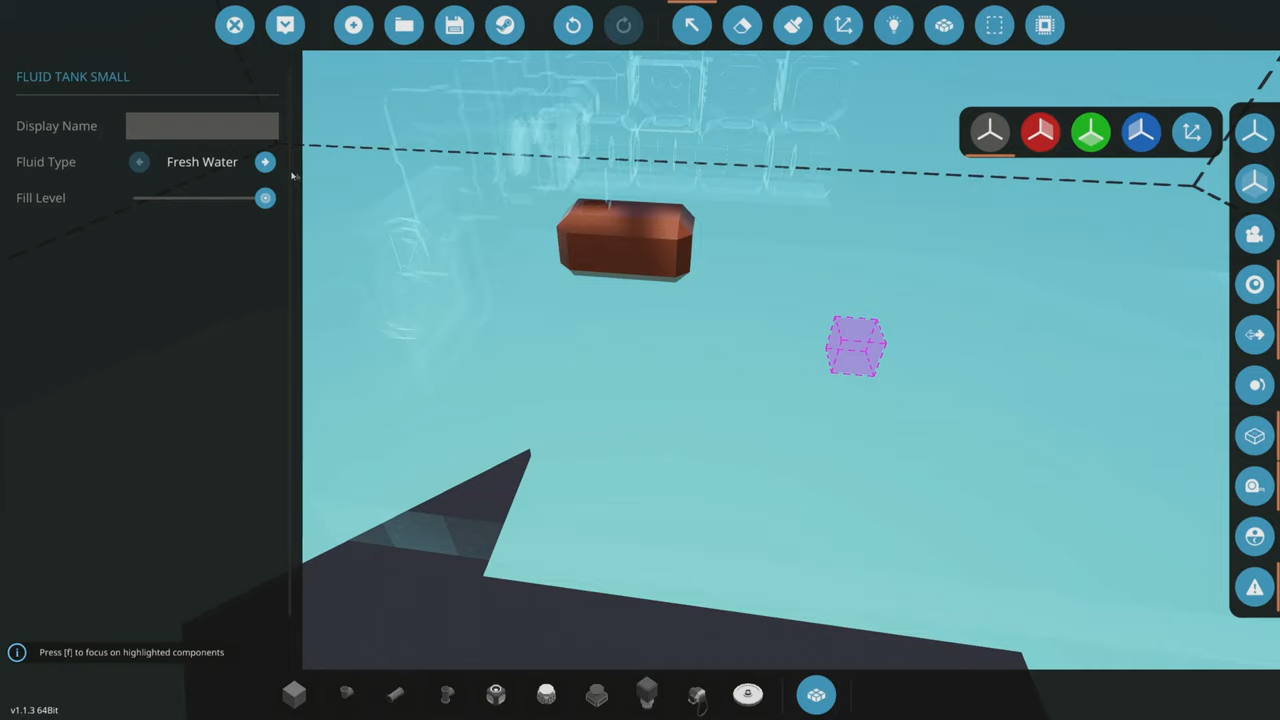 FLUID TANK SMALL
Display Name
Fluid Type
Fresh Water
Fill Level
Press [f] to focus on highlighted components
v1.1.3 64Bit